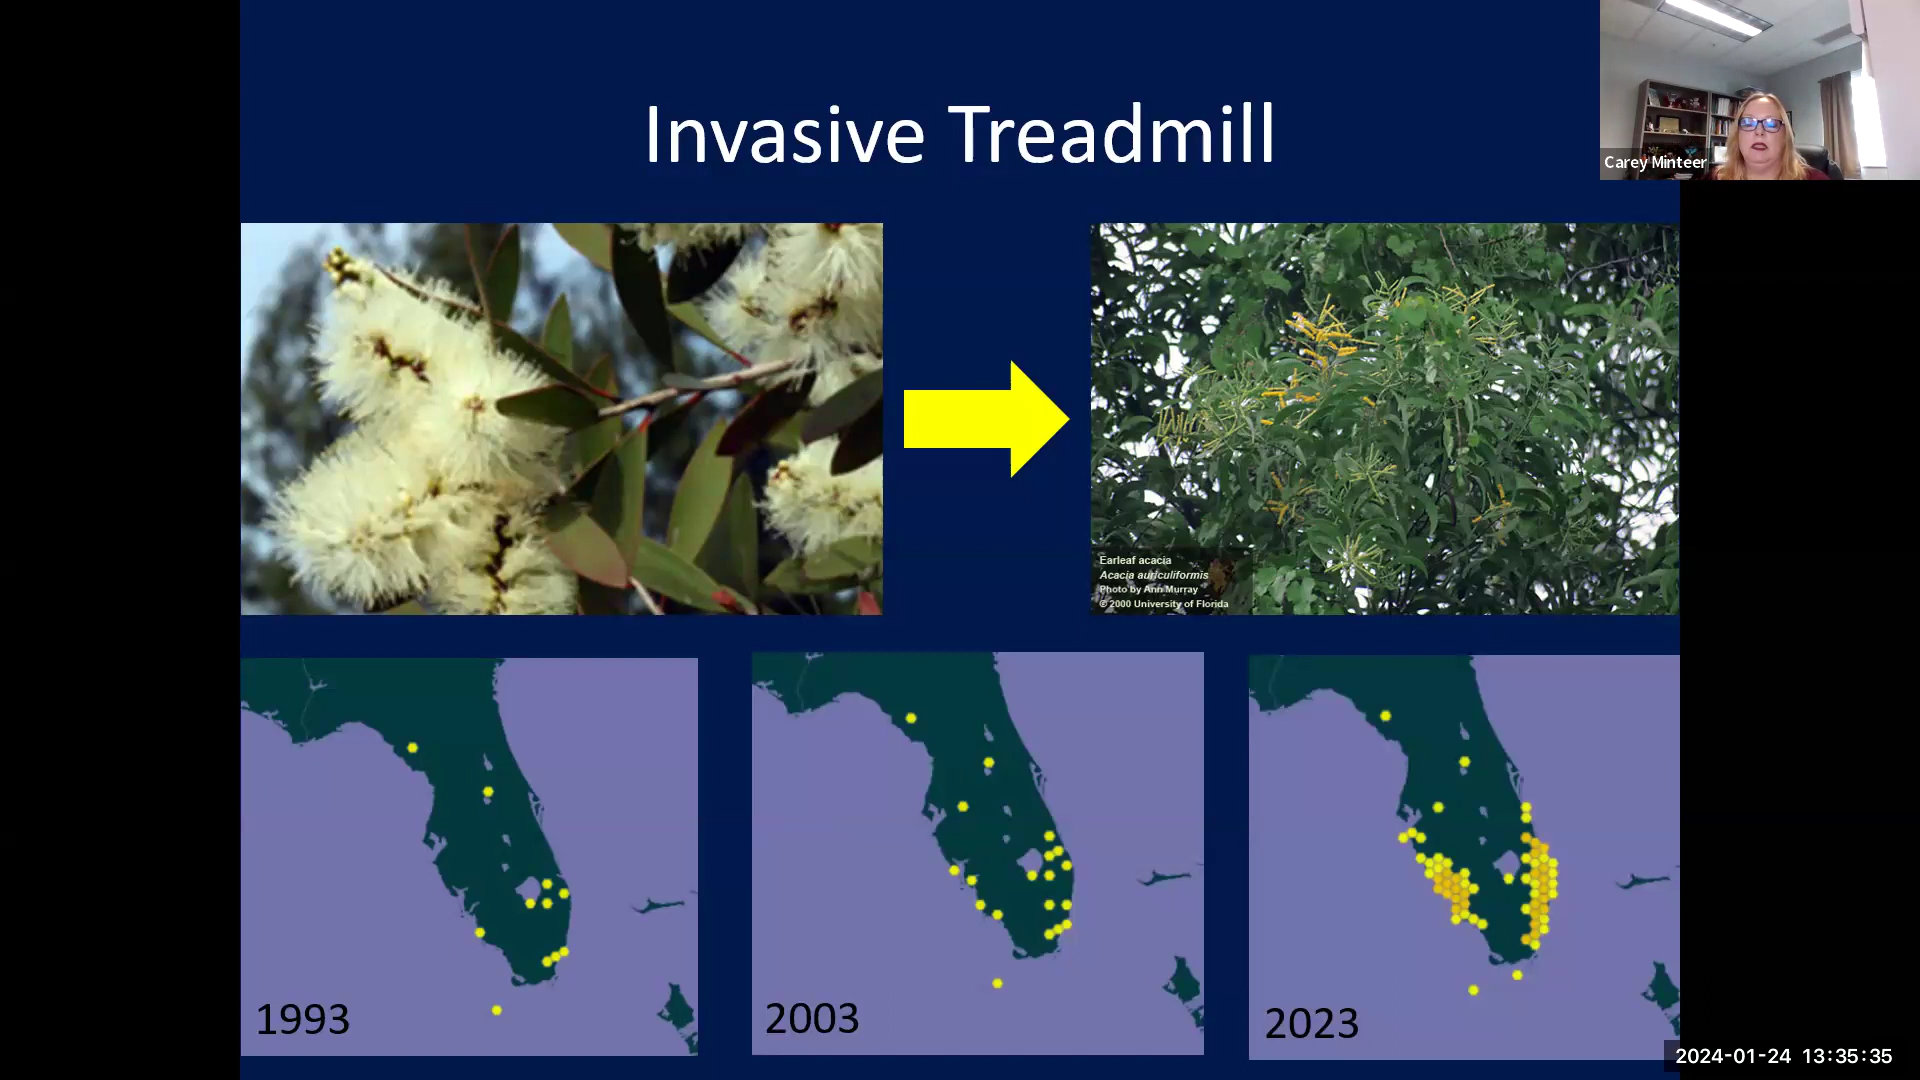 Invasive Treadmill
Carey Minteer
Earleaf acacia
Acacia auriculiformis
Photo by Ann Murray
© 2000 University of Florida
1993
2003
2023
2024-01-24 13:35:35